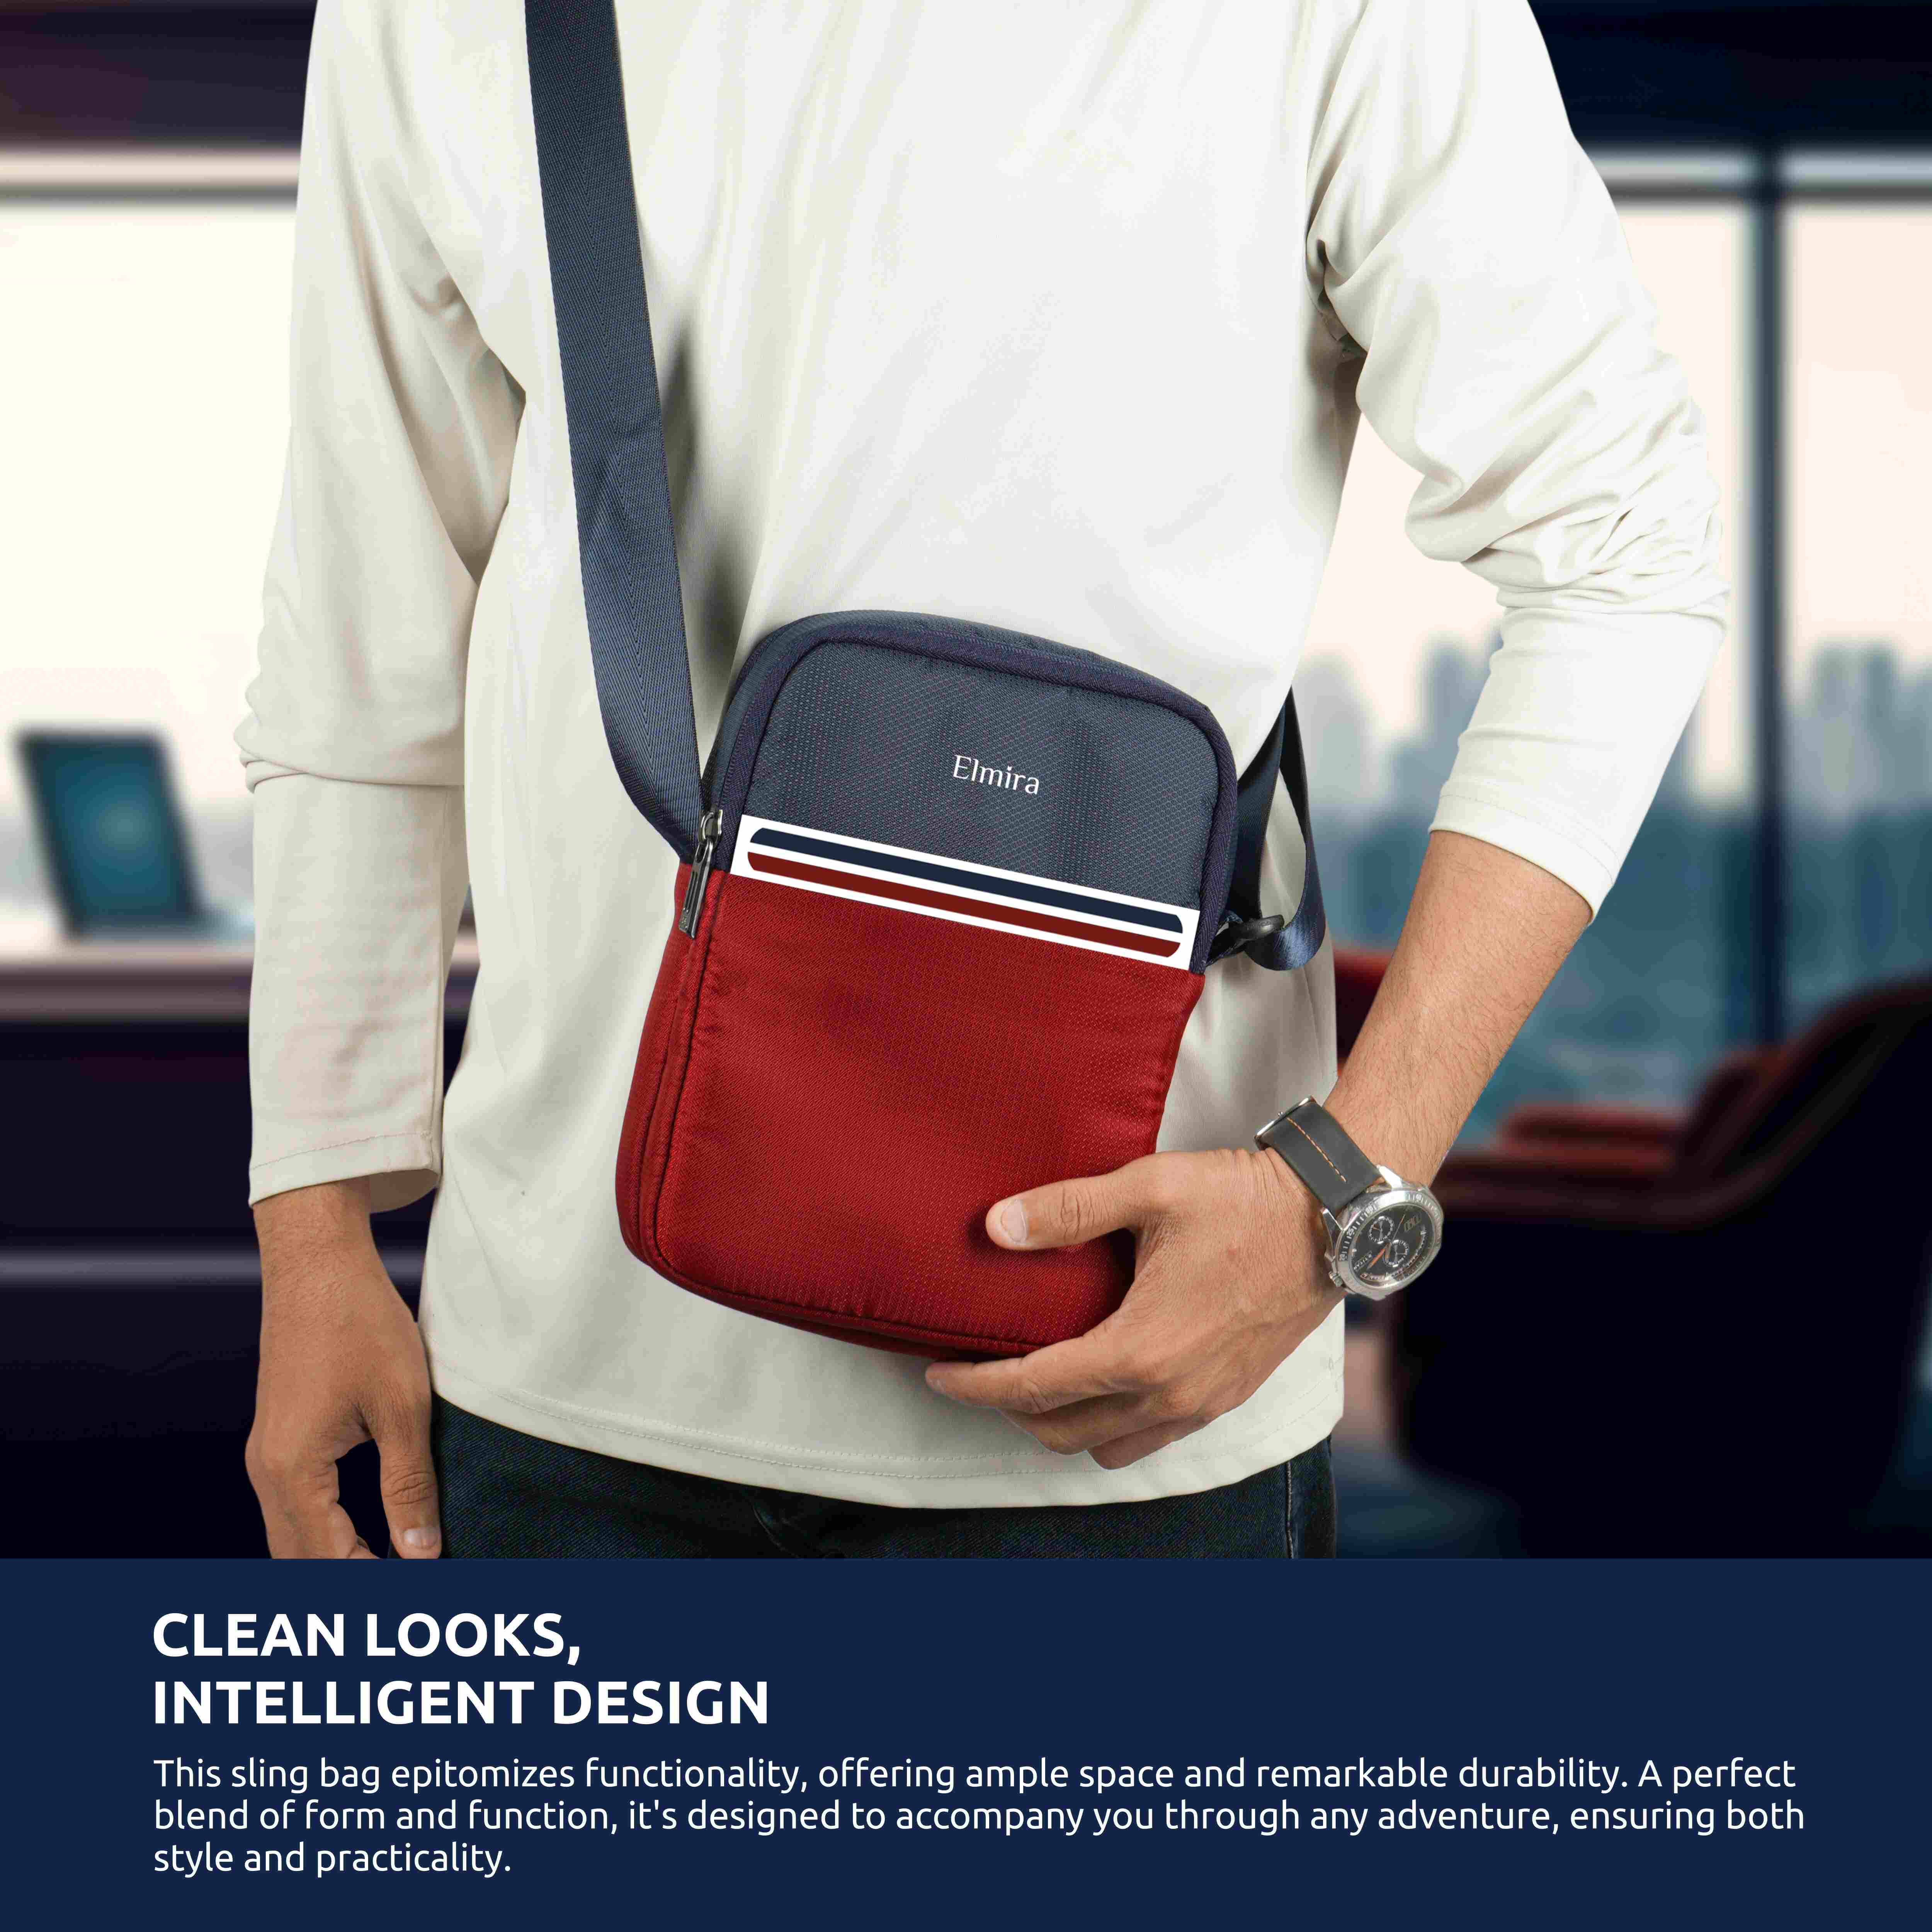 Elmira
CLEAN LOOKS,
INTELLIGENT DESIGN
This sling bag epitomizes functionality, offering ample space and remarkable durability. A perfect
blend of form and function, it's designed to accompany you through any adventure, ensuring both
style and practicality.